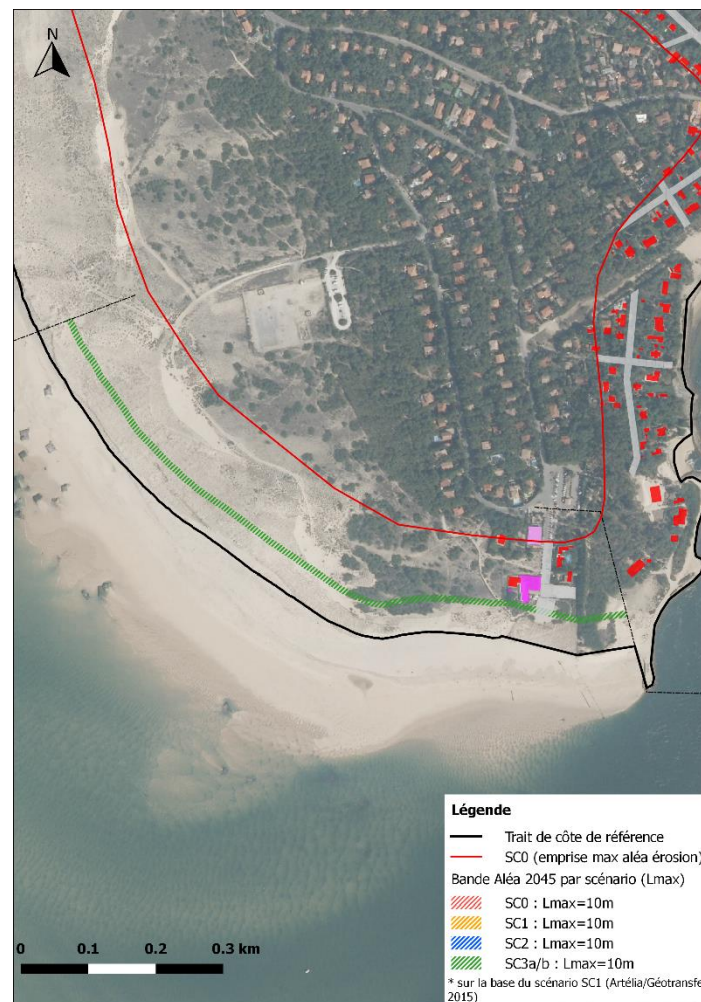 N
Légende
Trait de côte de référence
SC0 (emprise max aléa érosion)
Bande Aléa 2045 par scénario (Lmax)
SC0 : Lmax=10m
SC1 : Lmax=10m
SC2 : Lmax=10m
SC3a/b : Lmax=10m
* sur la base du scénario SC1 (Artélia/Géotransfe
2015)
0 0.1 0.2 0.3 km